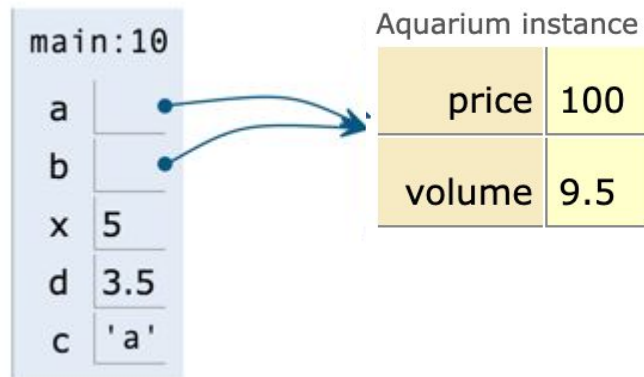 main:10
a
b
x 5
d 3.5
c 'a'
Aquarium instance
price 100
volume 9.5